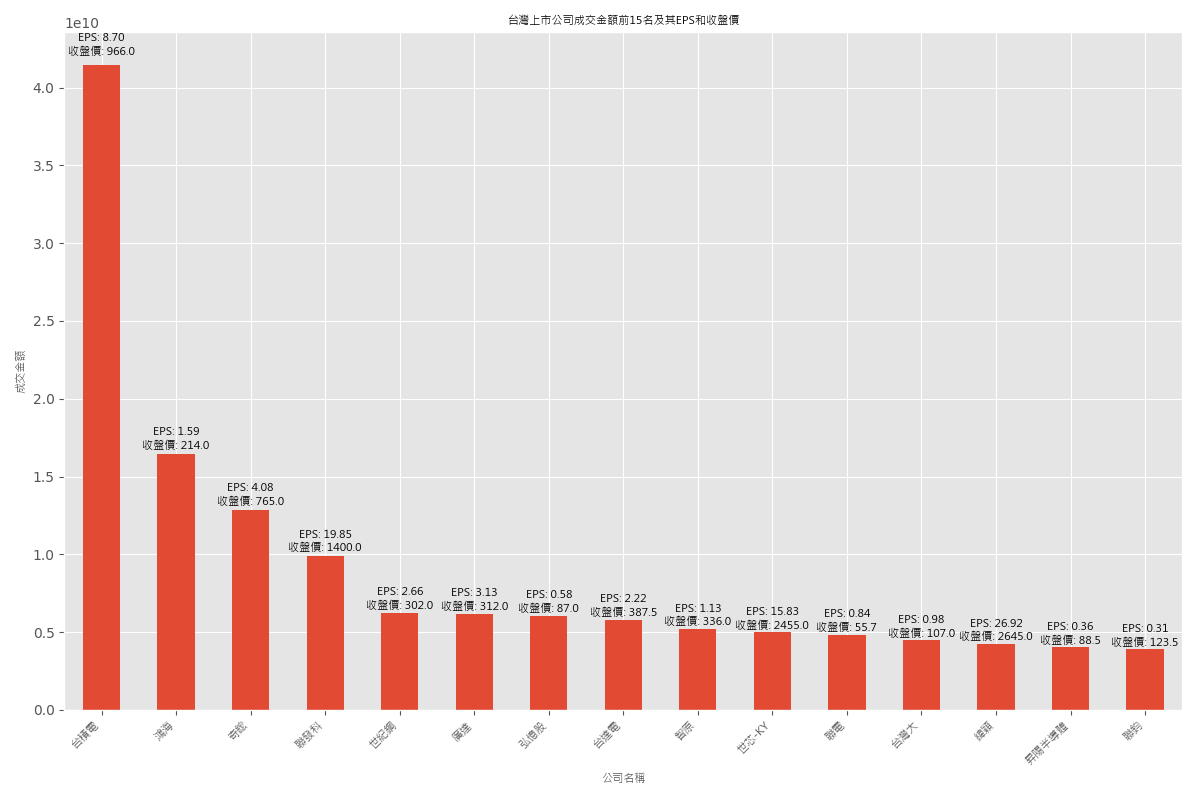 台灣上市公司成交金額前15名及其EPS和收盤價
1e10
EPS: 8.70
收盤價: 966.0
4.0
3.5
3.0
2.5
2.0
1.5
1.0
0.5
0.0
成交金額
EPS: 1.59
收盤價: 214.0
EPS: 4.08
收盤價: 765.0
EPS: 19.85
收盤價: 1400.0
EPS: 2.66
收盤價: 302.0
EPS: 3.13
收盤價: 312.0
EPS: 0.58
收盤價: 87.0
EPS: 2.22
收盤價: 387.5
EPS: 1.13
收盤價: 336.0
EPS: 15.83
收盤價: 2455.0
EPS: 0.84
收盤價: 55.7
EPS: 0.98
收盤價: 107.0
EPS: 26.92
收盤價: 2645.0
EPS: 0.36
收盤價: 88.5
EPS: 0.31
收盤價: 123.5
台積電
鴻海
奇鋐
聯發科
世紀鋼
廣達
弘憶股
台達電
智原
世芯-KY
聯電
台灣大
緯穎
昇陽半導體
聯鈞
公司名稱